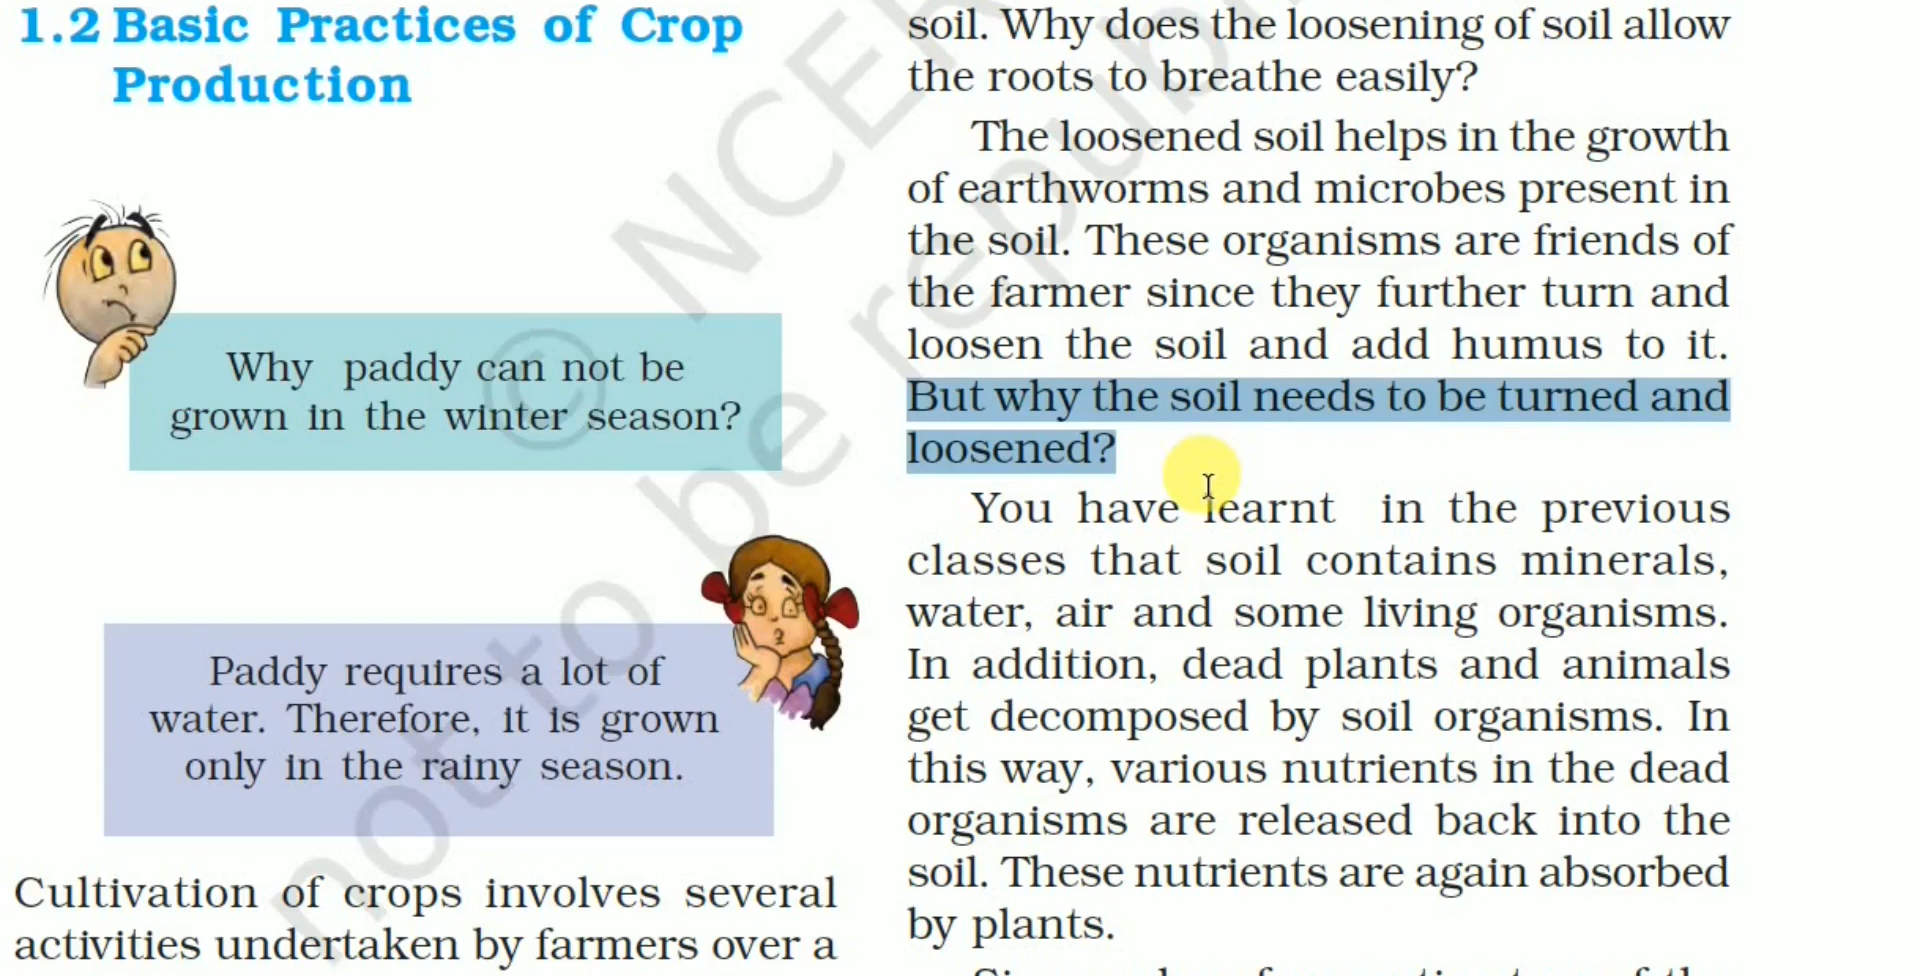 1.2 Basic Practices of Crop
Production
Why paddy can not be
grown in the winter season?
Paddy requires a lot of
water. Therefore, it is grown
only in the rainy season.
Cultivation of crops involves several
activities undertaken by farmers over a
soil. Why does the loosening of soil allow
the roots to breathe easily?
The loosened soil helps in the growth
of earthworms and microbes present in
the soil. These organisms are friends of
the farmer since they further turn and
loosen the soil and add humus to it.
But why the soil needs to be turned and
loosened?
You have learnt in the previous
classes that soil contains minerals,
water, air and some living organisms.
In addition, dead plants and animals
get decomposed by soil organisms. In
this way, various nutrients in the dead
organisms are released back into the
soil. These nutrients are again absorbed
by plants.
© NCER
not to be republi